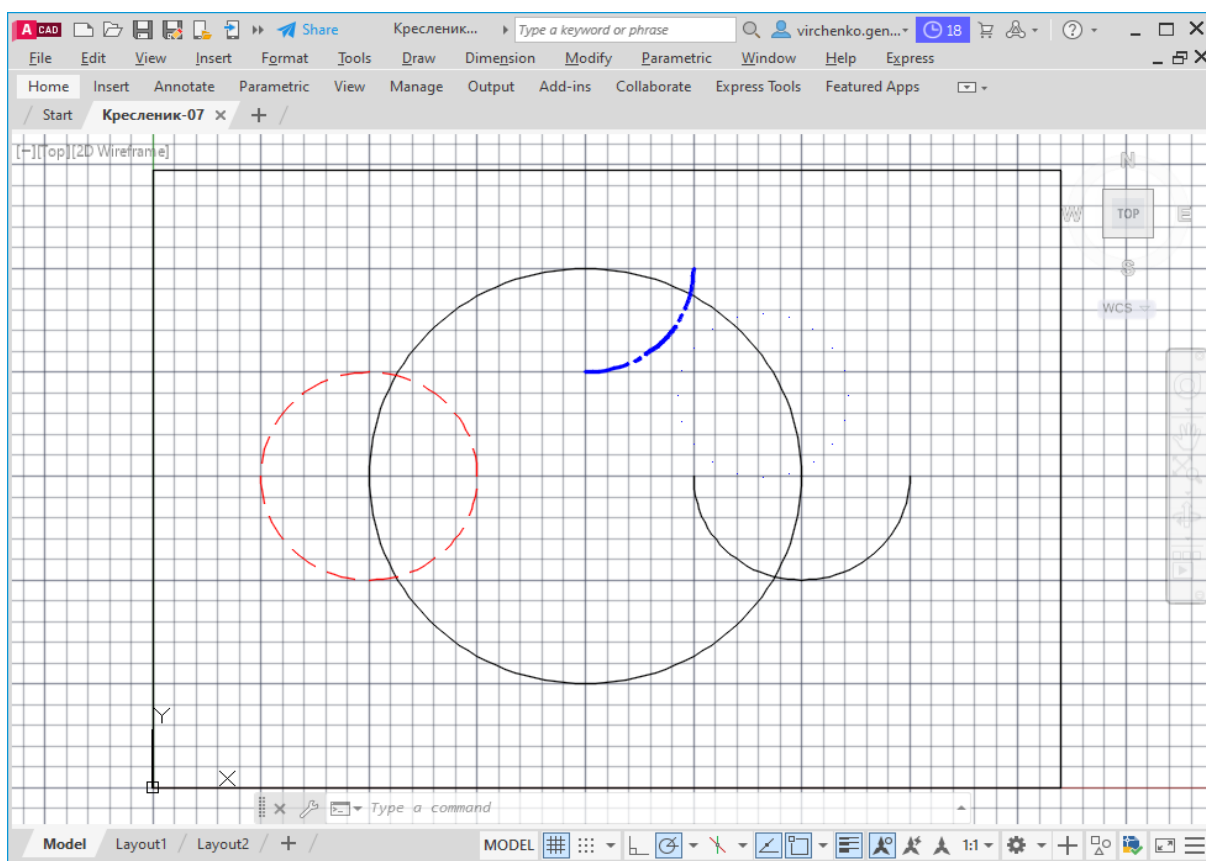 A CAD Share Кресленик... Type a keyword or phrase virchenko.gen... 18
File Edit View Insert Format Tools Draw Dimension Modify Parametric Window Help Express
Home Insert Annotate Parametric View Manage Output Add-ins Collaborate Express Tools Featured Apps
Start Кресленик-07
[−][Top][2D Wireframe]
N
W TOP E
S
WCS
Y
X
Type a command
Model Layout1 Layout2 MODEL 1:1